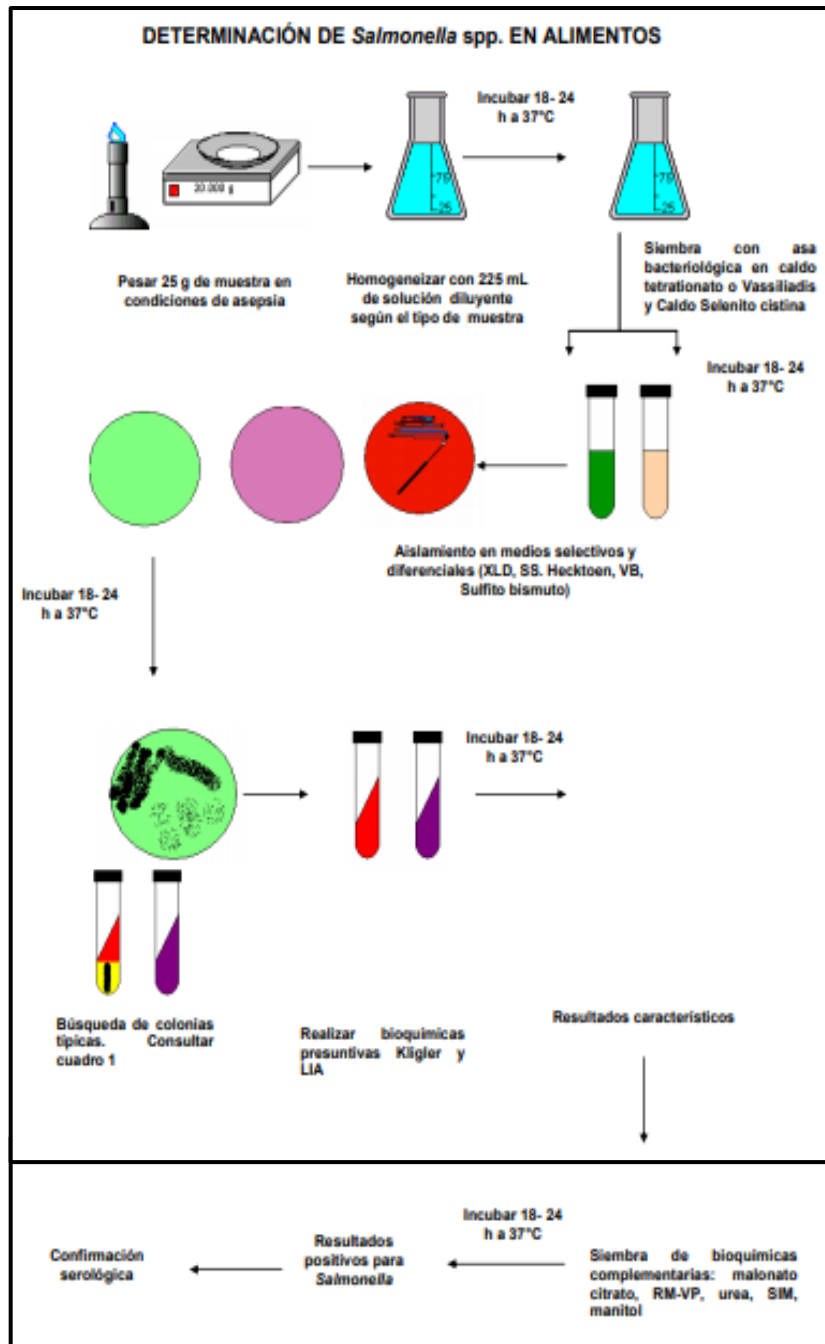 DETERMINACIÓN DE Salmonella spp. EN ALIMENTOS
Incubar 18- 24
h a 37°C
Pesar 25 g de muestra en
condiciones de asepsia
Homogeneizar con 225 mL
de solución diluyente
según el tipo de muestra
75
25
75
25
Siembra con asa
bacteriológica en caldo
tetrationato o Vassiliadis
y Caldo Selenito cistina
Incubar 18- 24
h a 37°C
Aislamiento en medios selectivos y
diferenciales (XLD, SS. Hecktoen, VB,
Sulfito bismuto)
Incubar 18- 24
h a 37°C
Incubar 18- 24
h a 37°C
Búsqueda de colonias
típicas. Consultar
cuadro 1
Realizar bioquímicas
presuntivas Kligler y
LIA
Resultados característicos
Confirmación
serológica
Resultados
positivos para
Salmonella
Incubar 18- 24
h a 37°C
Siembra de bioquímicas
complementarias: malonato
citrato, RM-VP, urea, SIM,
manitol